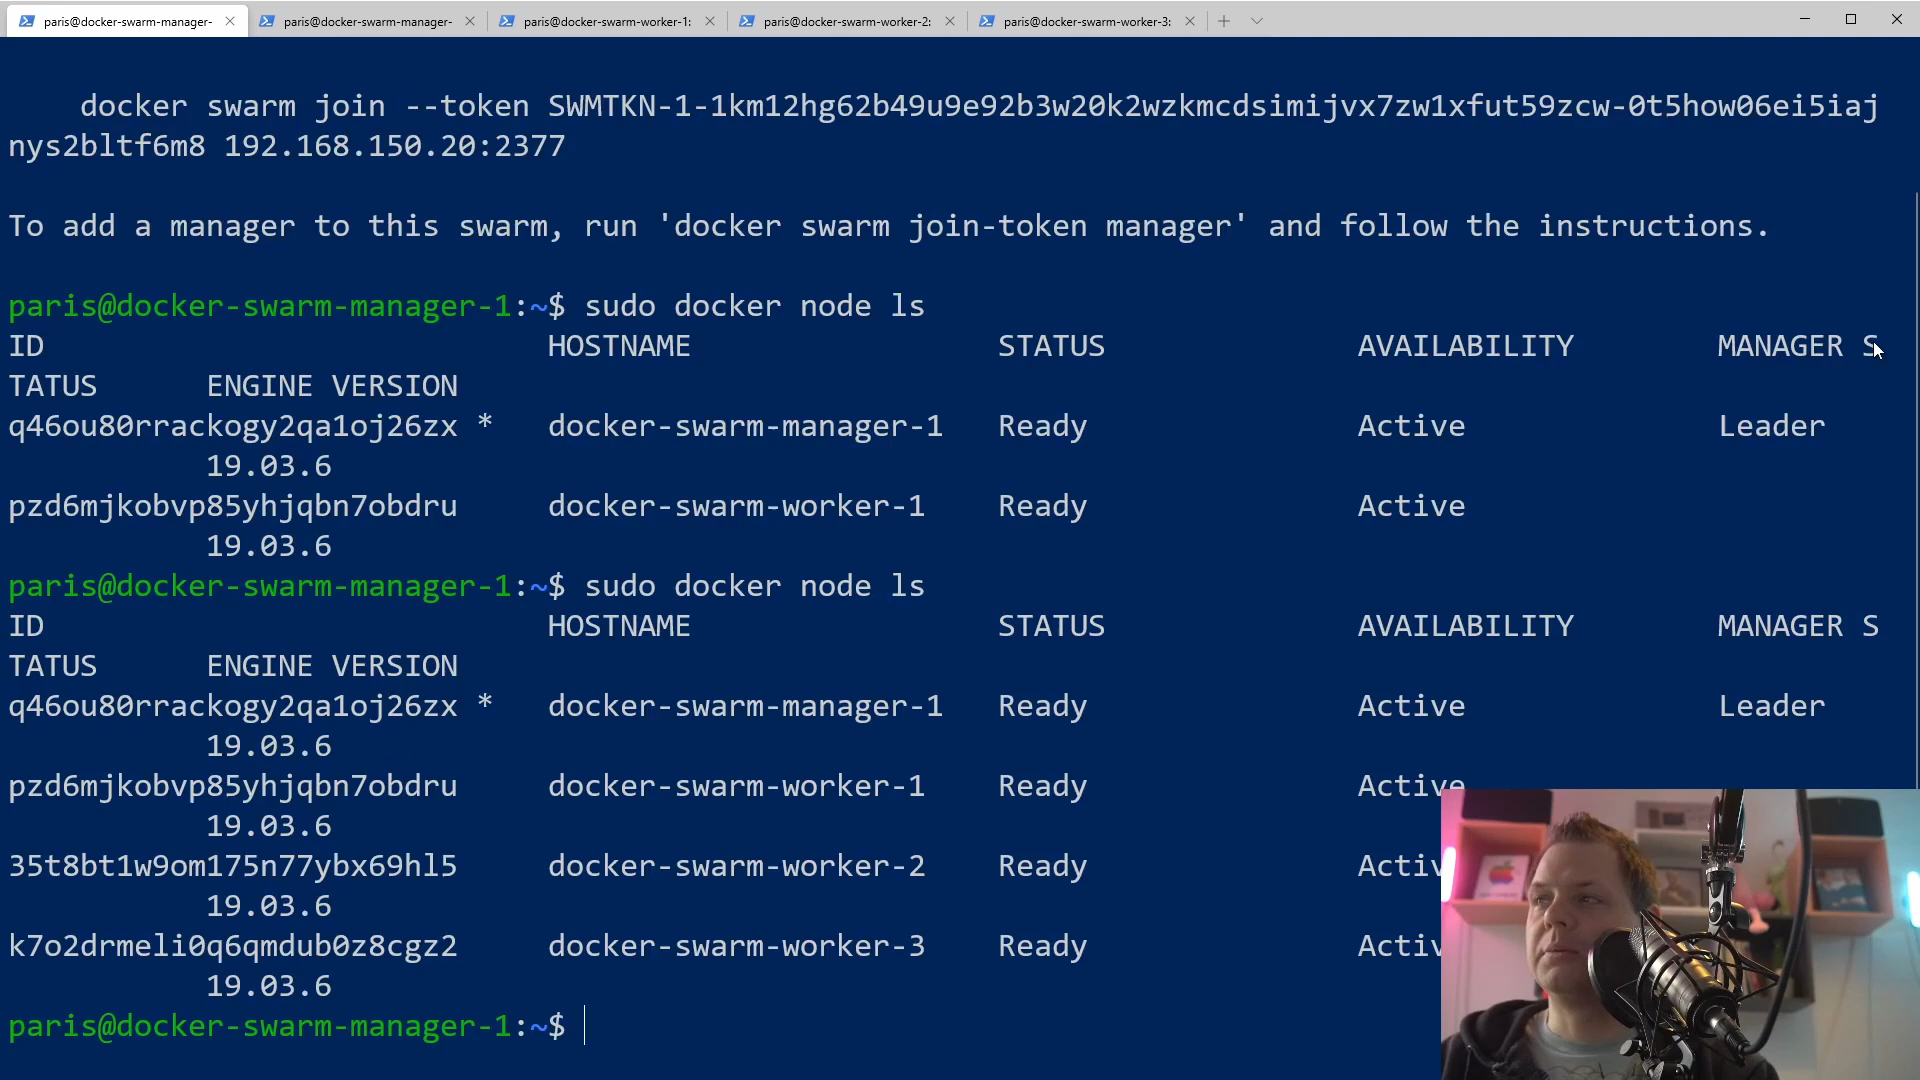 paris@docker-swarm-manager- paris@docker-swarm-manager- paris@docker-swarm-worker-1: paris@docker-swarm-worker-2: paris@docker-swarm-worker-3:
docker swarm join --token SWMTKN-1-1km12hg62b49u9e92b3w20k2wzkmcdsimijvx7zw1xfut59zcw-0t5how06ei5iaj
nys2bltf6m8 192.168.150.20:2377
To add a manager to this swarm, run 'docker swarm join-token manager' and follow the instructions.
paris@docker-swarm-manager-1:~$ sudo docker node ls
ID HOSTNAME STATUS AVAILABILITY MANAGER S
TATUS ENGINE VERSION
q46ou80rrackogy2qa1oj26zx * docker-swarm-manager-1 Ready Active Leader
19.03.6
pzd6mjkobvp85yhjqbn7obdru docker-swarm-worker-1 Ready Active
19.03.6
paris@docker-swarm-manager-1:~$ sudo docker node ls
ID HOSTNAME STATUS AVAILABILITY MANAGER S
TATUS ENGINE VERSION
q46ou80rrackogy2qa1oj26zx * docker-swarm-manager-1 Ready Active Leader
19.03.6
pzd6mjkobvp85yhjqbn7obdru docker-swarm-worker-1 Ready Active
19.03.6
35t8bt1w9om175n77ybx69hl5 docker-swarm-worker-2 Ready Activ
19.03.6
k7o2drmeli0q6qmdub0z8cgz2 docker-swarm-worker-3 Ready Activ
19.03.6
paris@docker-swarm-manager-1:~$